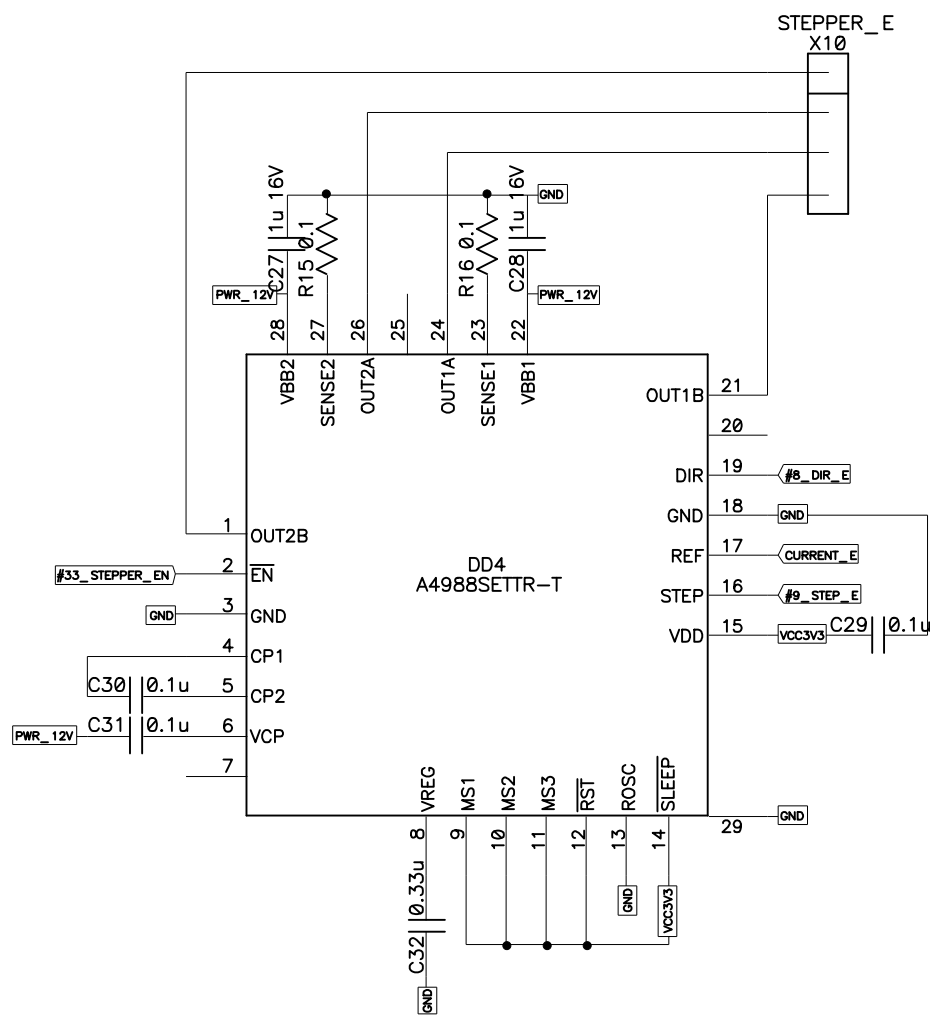 STEPPER_E
X10
1u 16V
C27
R15 0.1
R16 0.1
1u 16V
C28
GND
PWR_12V
PWR_12V
28
27
26
25
24
23
22
VBB2
SENSE2
OUT2A
OUT1A
SENSE1
VBB1
OUT1B
21
20
DIR
19
#8_DIR_E
GND
18
GND
1
OUT2B
REF
17
CURRENT_E
#33_STEPPER_EN
2
EN
DD4
A4988SETTR-T
STEP
16
#9_STEP_E
GND
3
GND
VDD
15
VCC3V3
C29
0.1u
4
CP1
C30
0.1u
5
CP2
PWR_12V
C31
0.1u
6
VCP
7
VREG
MS1
MS2
MS3
RST
ROSC
SLEEP
8
9
10
11
12
13
14
29
GND
0.33u
C32
GND
GND
VCC3V3